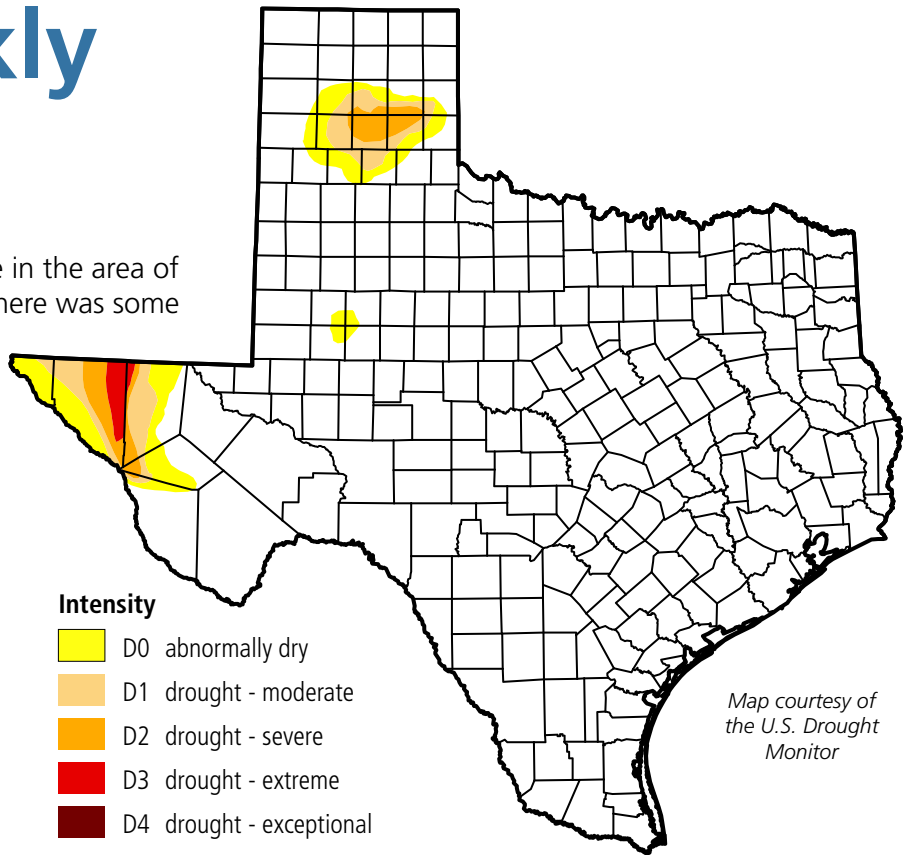 kly
e in the area of
here was some
Intensity
D0 abnormally dry
D1 drought - moderate
D2 drought - severe
D3 drought - extreme
D4 drought - exceptional
Map courtesy of
the U.S. Drought
Monitor